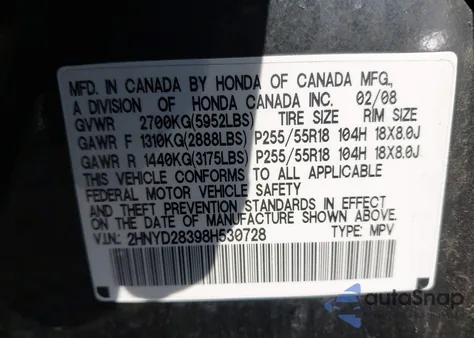 MFD. IN CANADA BY HONDA OF CANADA MFG.,
A DIVISION OF HONDA CANADA INC. 02/08
GVWR 2700KG(5952LBS) TIRE SIZE RIM SIZE
GAWR F 1310KG(2888LBS) P255/55R18 104H 18X8.0J
GAWR R 1440KG(3175LBS) P255/55R18 104H 18X8.0J
THIS VEHICLE CONFORMS TO ALL APPLICABLE
FEDERAL MOTOR VEHICLE SAFETY
AND THEFT PREVENTION STANDARDS IN EFFECT
ON THE DATE OF MANUFACTURE SHOWN ABOVE.
V.I.N.: 2HNYD28398H530728 TYPE: MPV
autoSnap